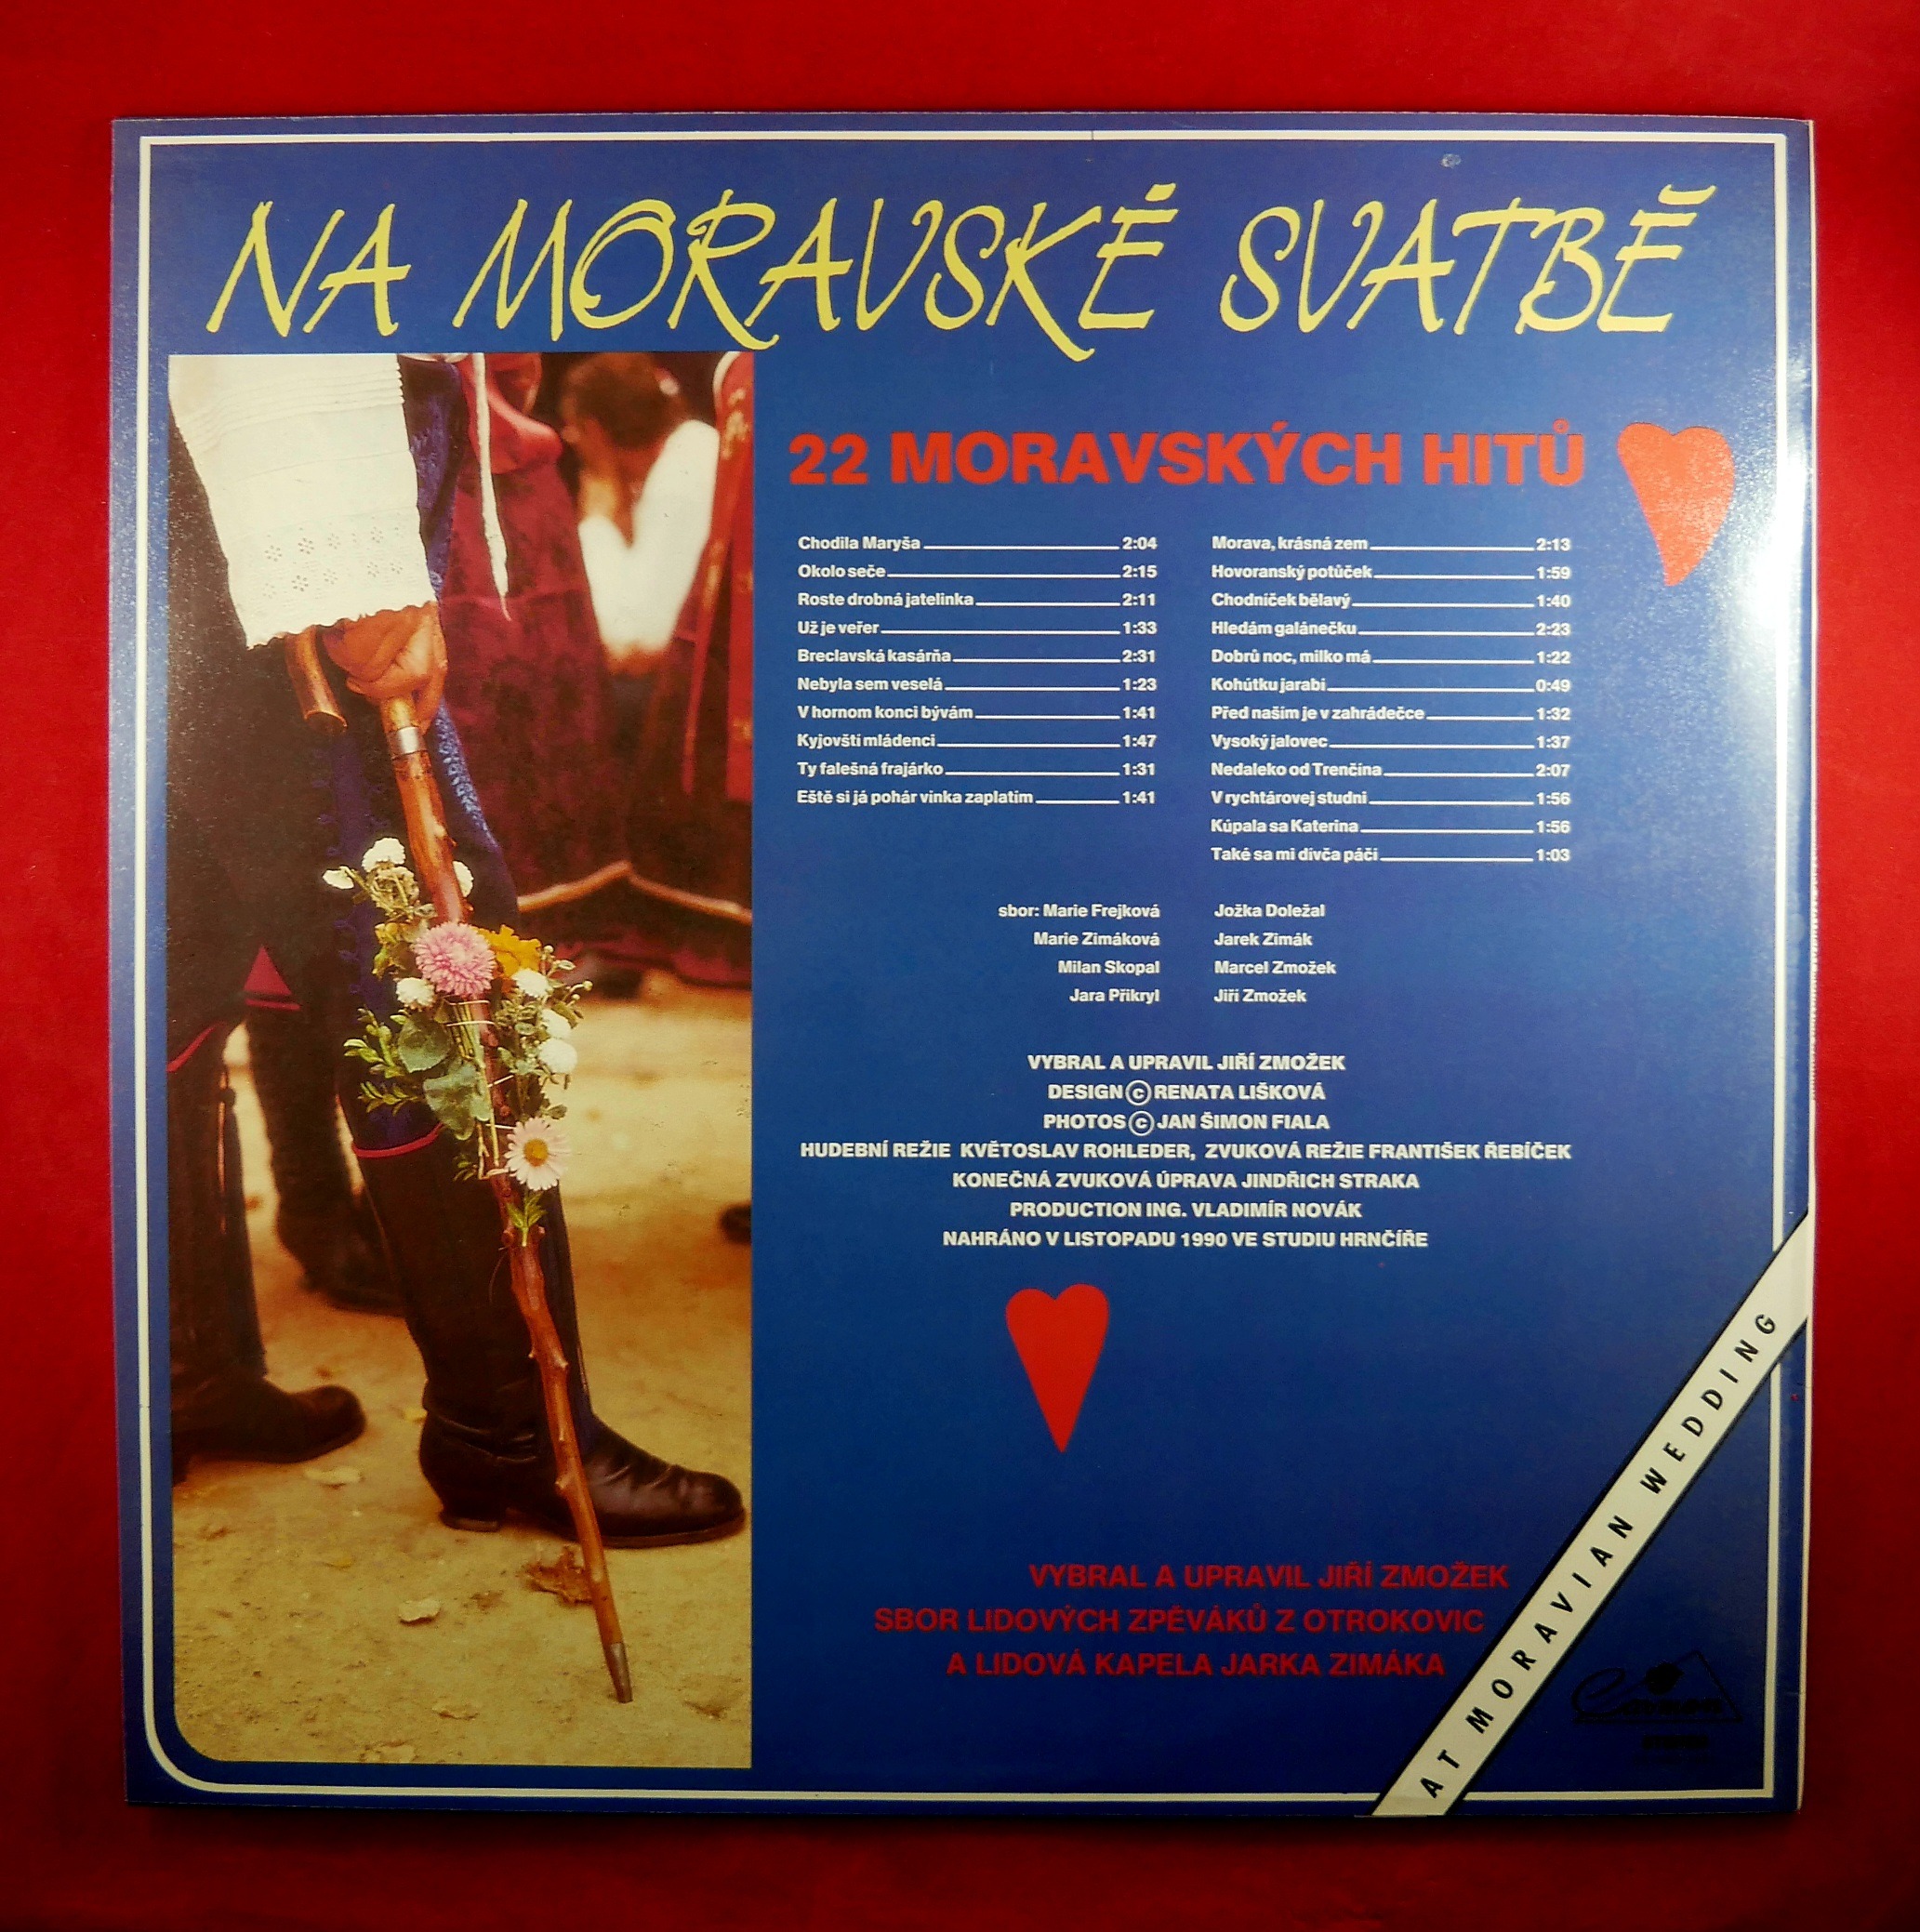 NA MORAVSKÉ SVATBĚ
22 MORAVSKÝCH HITŮ
Chodila Maryša 2:04
Okolo seče 2:15
Roste drobná jatelinka 2:11
Už je veřer 1:33
Breclavská kasárňa 2:31
Nebyla sem veselá 1:23
V hornom konci bývám 1:41
Kyjovští mládenci 1:47
Ty falešná frajárko 1:31
Eště si já pohár vínka zaplatím 1:41
Morava, krásná zem 2:13
Hovoranský potůček 1:59
Chodníček bělavý 1:40
Hledám galánečku 2:23
Dobrů noc, milko má 1:22
Kohútku jarabí 0:49
Před naším je v zahrádečce 1:32
Vysoký jalovec 1:37
Nedaleko od Trenčína 2:07
V rychtárovej studni 1:56
Kúpala sa Katerina 1:56
Také sa mi dívča páčí 1:03
sbor: Marie Frejková Jožka Doležal
Marie Zimáková Jarek Zimák
Milan Skopal Marcel Zmožek
Jara Přikryl Jiří Zmožek
VYBRAL A UPRAVIL JIŘÍ ZMOŽEK
DESIGN © RENATA LIŠKOVÁ
PHOTOS © JAN ŠIMON FIALA
HUDEBNÍ REŽIE KVĚTOSLAV ROHLEDER, ZVUKOVÁ REŽIE FRANTIŠEK ŘEBÍČEK
KONEČNÁ ZVUKOVÁ ÚPRAVA JINDŘICH STRAKA
PRODUCTION ING. VLADIMÍR NOVÁK
NAHRÁNO V LISTOPADU 1990 VE STUDIU HRNČÍŘE
VYBRAL A UPRAVIL JIŘÍ ZMOŽEK
SBOR LIDOVÝCH ZPĚVÁKŮ Z OTROKOVIC
A LIDOVÁ KAPELA JARKA ZIMÁKA
AT MORAVIAN WEDDING